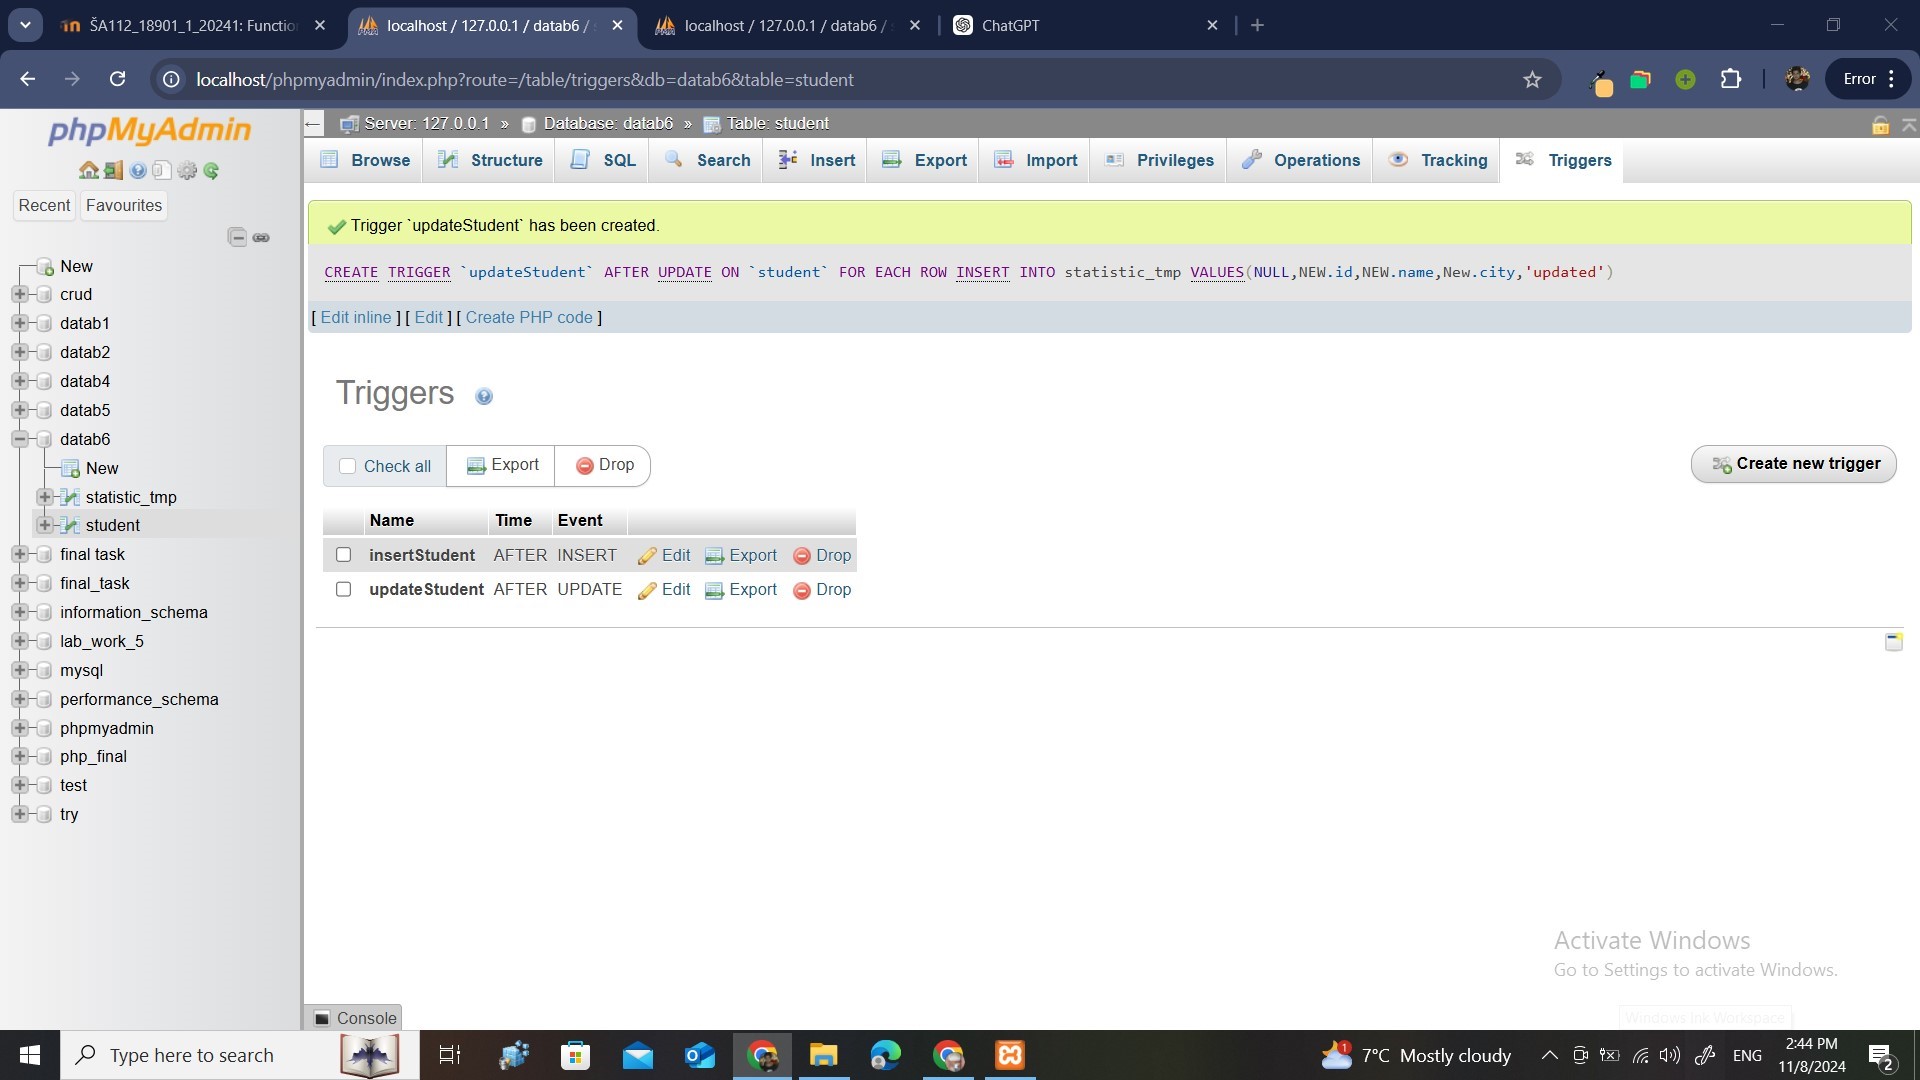 ŠA112_18901_1_20241: Functio
localhost / 127.0.0.1 / datab6 /
localhost / 127.0.0.1 / datab6 /
ChatGPT
localhost/phpmyadmin/index.php?route=/table/triggers&db=datab6&table=student
Error
phpMyAdmin
Recent
Favourites
New
crud
datab1
datab2
datab4
datab5
datab6
New
statistic_tmp
student
final task
final_task
information_schema
lab_work_5
mysql
performance_schema
phpmyadmin
php_final
test
try
Server: 127.0.0.1 » Database: datab6 » Table: student
Browse Structure SQL Search Insert Export Import Privileges Operations Tracking Triggers
Trigger `updateStudent` has been created.
CREATE TRIGGER `updateStudent` AFTER UPDATE ON `student` FOR EACH ROW INSERT INTO statistic_tmp VALUES(NULL,NEW.id,NEW.name,New.city,'updated')
[ Edit inline ] [ Edit ] [ Create PHP code ]
Triggers
Check all Export Drop
Create new trigger
Name Time Event
insertStudent AFTER INSERT Edit Export Drop
updateStudent AFTER UPDATE Edit Export Drop
Activate Windows
Go to Settings to activate Windows.
Windows Ink Workspace
Console
Type here to search
1
7°C Mostly cloudy
ENG
2:44 PM
11/8/2024
2